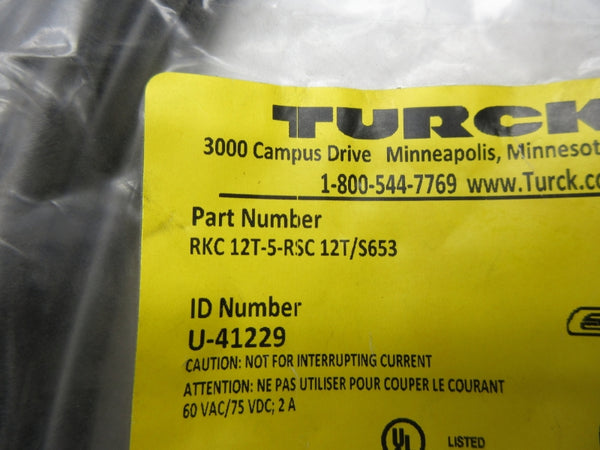 TURCK
3000 Campus Drive Minneapolis, Minnesot
1-800-544-7769 www.Turck.co
Part Number
RKC 12T-5-RSC 12T/S653
ID Number
U-41229
CAUTION: NOT FOR INTERRUPTING CURRENT
ATTENTION: NE PAS UTILISER POUR COUPER LE COURANT
60 VAC/75 VDC; 2 A
UL LISTED